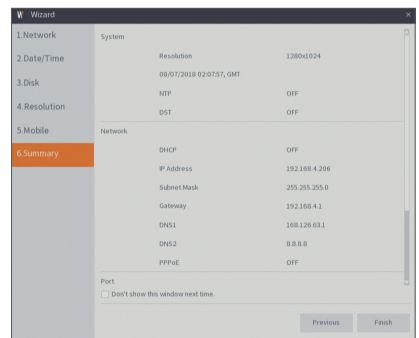 W Wizard ×
1.Network
2.Date/Time
3.Disk
4.Resolution
5.Mobile
6.Summary
System
Resolution 1280x1024
08/07/2018 02:07:57, GMT
NTP OFF
DST OFF
Network
DHCP OFF
IP Address 192.168.4.206
Subnet Mask 255.255.255.0
Gateway 192.168.4.1
DNS1 168.126.63.1
DNS2 8.8.8.8
PPPoE OFF
Port
Don't show this window next time.
Previous Finish